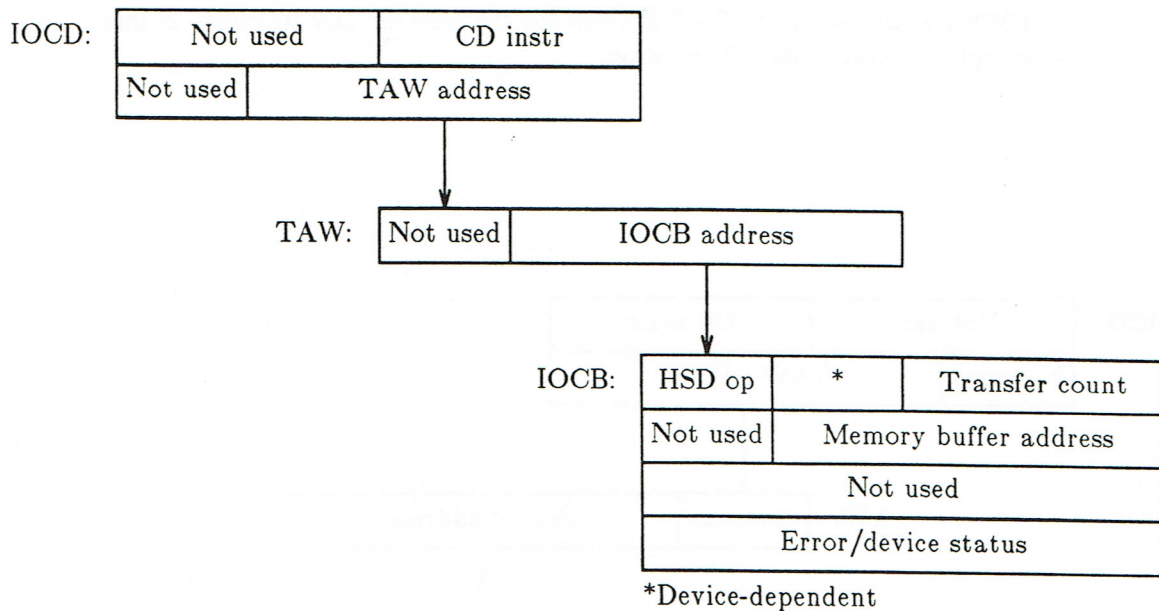 IOCD: Not used CD instr
Not used TAW address
TAW: Not used IOCB address
IOCB: HSD op * Transfer count
Not used Memory buffer address
Not used
Error/device status
*Device-dependent